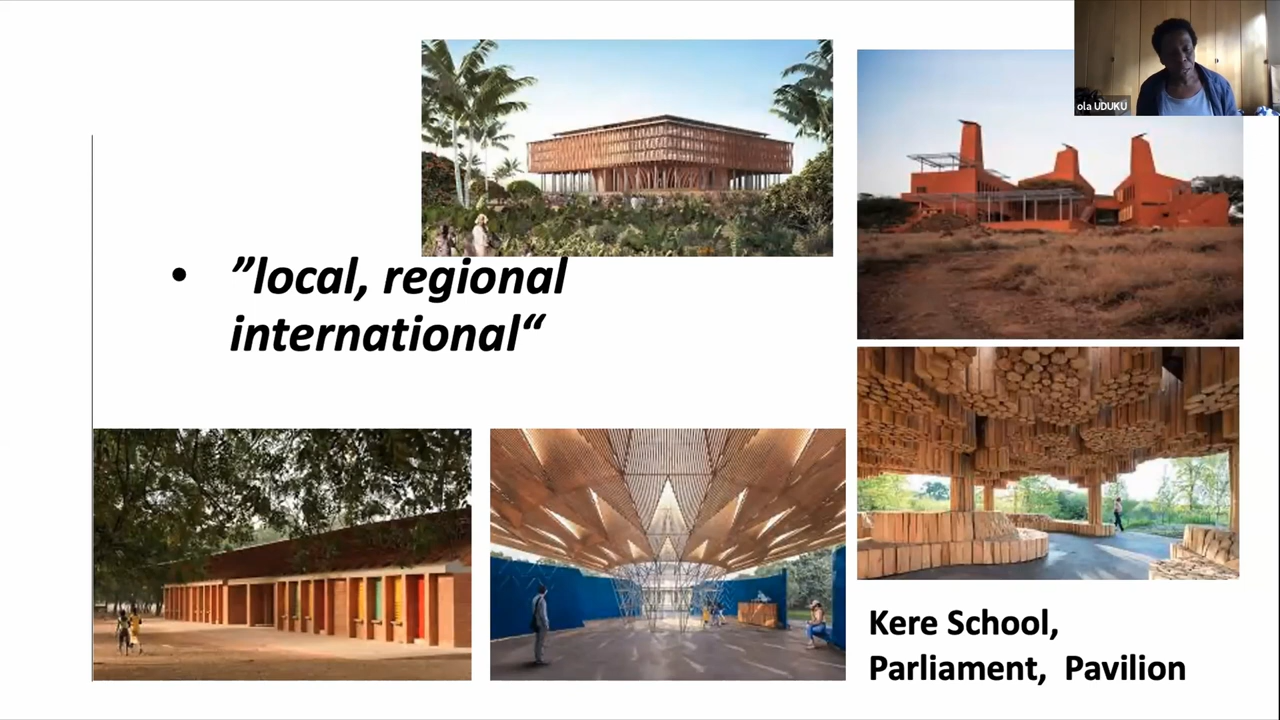 ola UDUKU
• ”local, regional
international“
Kere School,
Parliament,  Pavilion